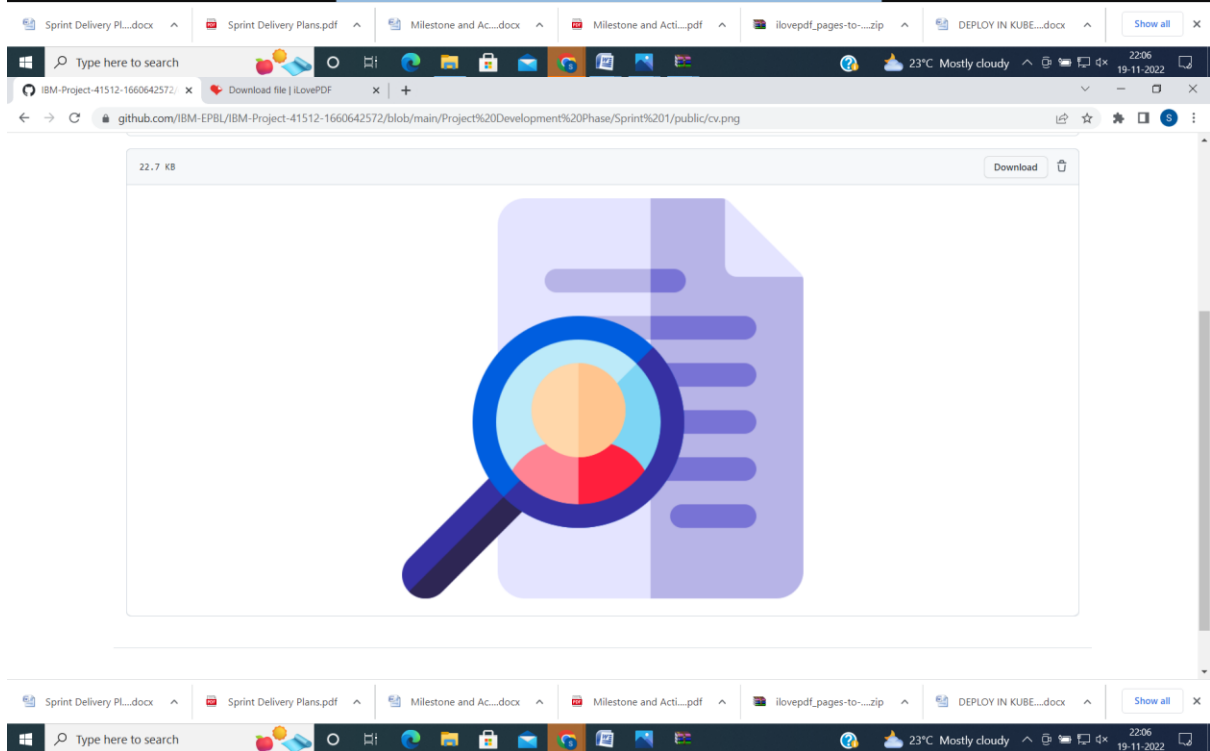 Sprint Delivery Pl....docx Sprint Delivery Plans.pdf Milestone and Ac....docx Milestone and Acti....pdf ilovepdf_pages-to-....zip DEPLOY IN KUBE....docx Show all
Type here to search 23°C Mostly cloudy 22:06
19-11-2022
IBM-Project-41512-1660642572/ Download file | iLovePDF
github.com/IBM-EPBL/IBM-Project-41512-1660642572/blob/main/Project%20Development%20Phase/Sprint%201/public/cv.png S
22.7 KB Download
Sprint Delivery Pl....docx Sprint Delivery Plans.pdf Milestone and Ac....docx Milestone and Acti....pdf ilovepdf_pages-to-....zip DEPLOY IN KUBE....docx Show all
Type here to search 23°C Mostly cloudy 22:06
19-11-2022